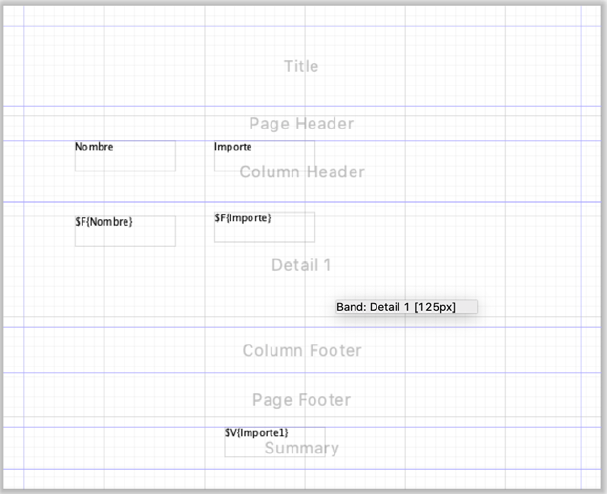 Title
Page Header
Nombre Importe
Column Header
$F{Nombre} $F{Importe}
Detail 1
Band: Detail 1 [125px]
Column Footer
Page Footer
$V{Importe1}
Summary